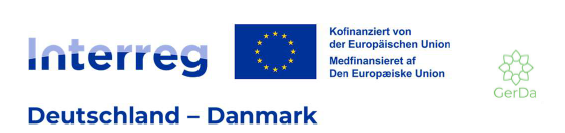 Interreg
Kofinanziert von
der Europäischen Union
Medfinansieret af
Den Europæiske Union
GerDa
Deutschland – Danmark